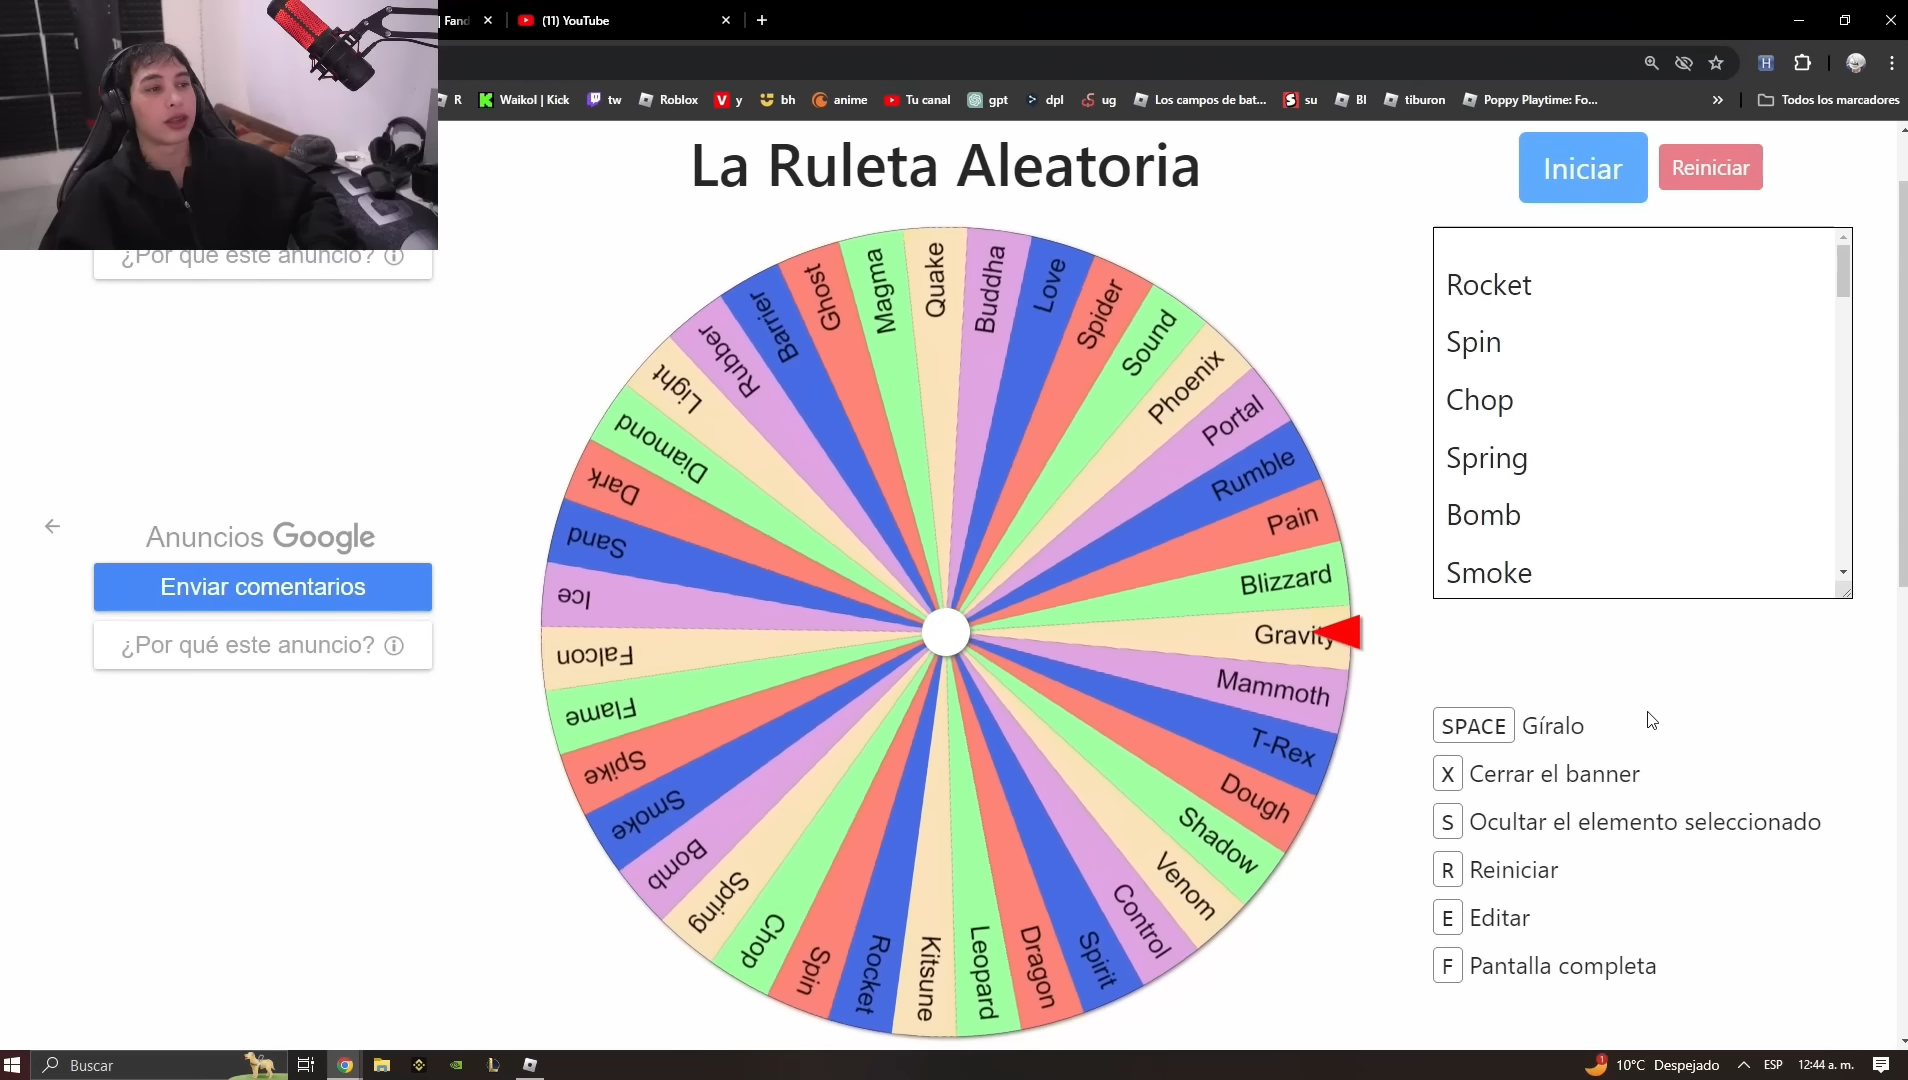 | Fand
(11) YouTube
R
Waikol | Kick
tw
Roblox
y
bh
anime
Tu canal
gpt
dpl
ug
Los campos de bat...
su
Bl
tiburon
Poppy Playtime: Fo...
Todos los marcadores
La Ruleta Aleatoria
Iniciar
Reiniciar
¿Por qué este anuncio?
Anuncios Google
Enviar comentarios
¿Por qué este anuncio?
Quake
Buddha
Love
Spider
Sound
Phoenix
Portal
Rumble
Pain
Blizzard
Gravity
Mammoth
T-Rex
Dough
Shadow
Venom
Control
Spirit
Dragon
Leopard
Kitsune
Rocket
Spin
Chop
Spring
Bomb
Smoke
Spike
Flame
Falcon
Ice
Sand
Dark
Diamond
Light
Rubber
Barrier
Ghost
Magma
Rocket
Spin
Chop
Spring
Bomb
Smoke
SPACE Gíralo
X Cerrar el banner
S Ocultar el elemento seleccionado
R Reiniciar
E Editar
F Pantalla completa
Buscar
1
10°C Despejado
ESP
12:44 a. m.